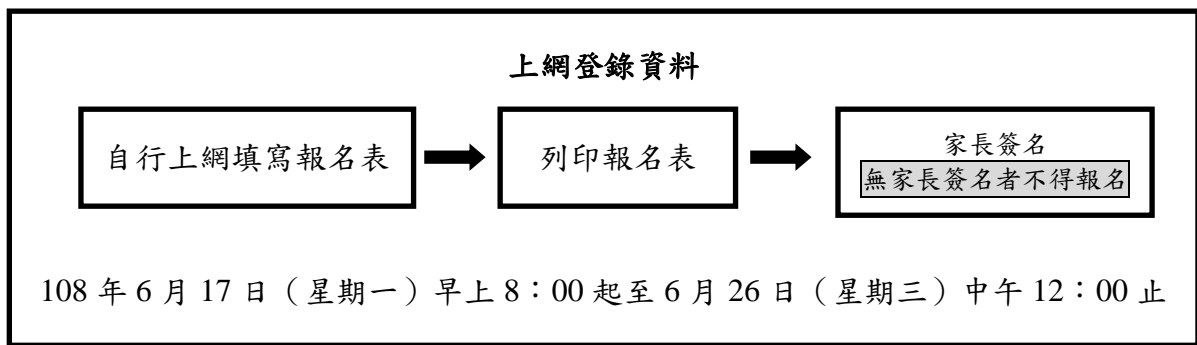 上網登錄資料
自行上網填寫報名表
列印報名表
家長簽名
無家長簽名者不得報名
108 年 6 月 17 日（星期一）早上 8：00 起至 6 月 26 日（星期三）中午 12：00 止